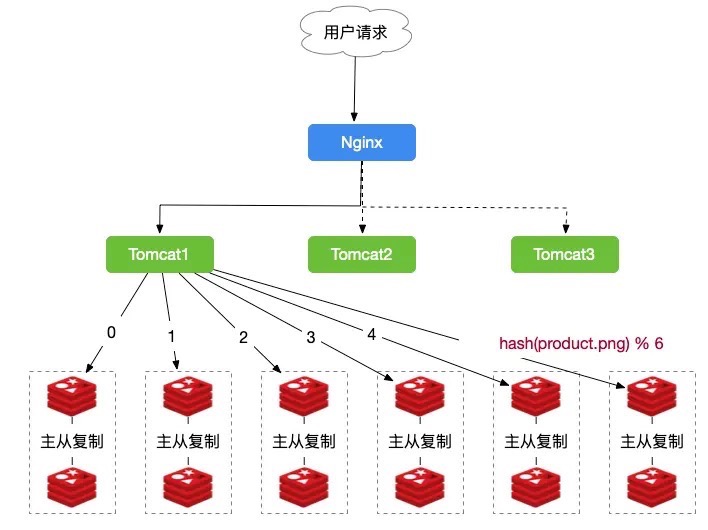 用户请求
Nginx
Tomcat1
Tomcat2
Tomcat3
0
1
2
3
4
hash(product.png) % 6
主从复制
主从复制
主从复制
主从复制
主从复制
主从复制